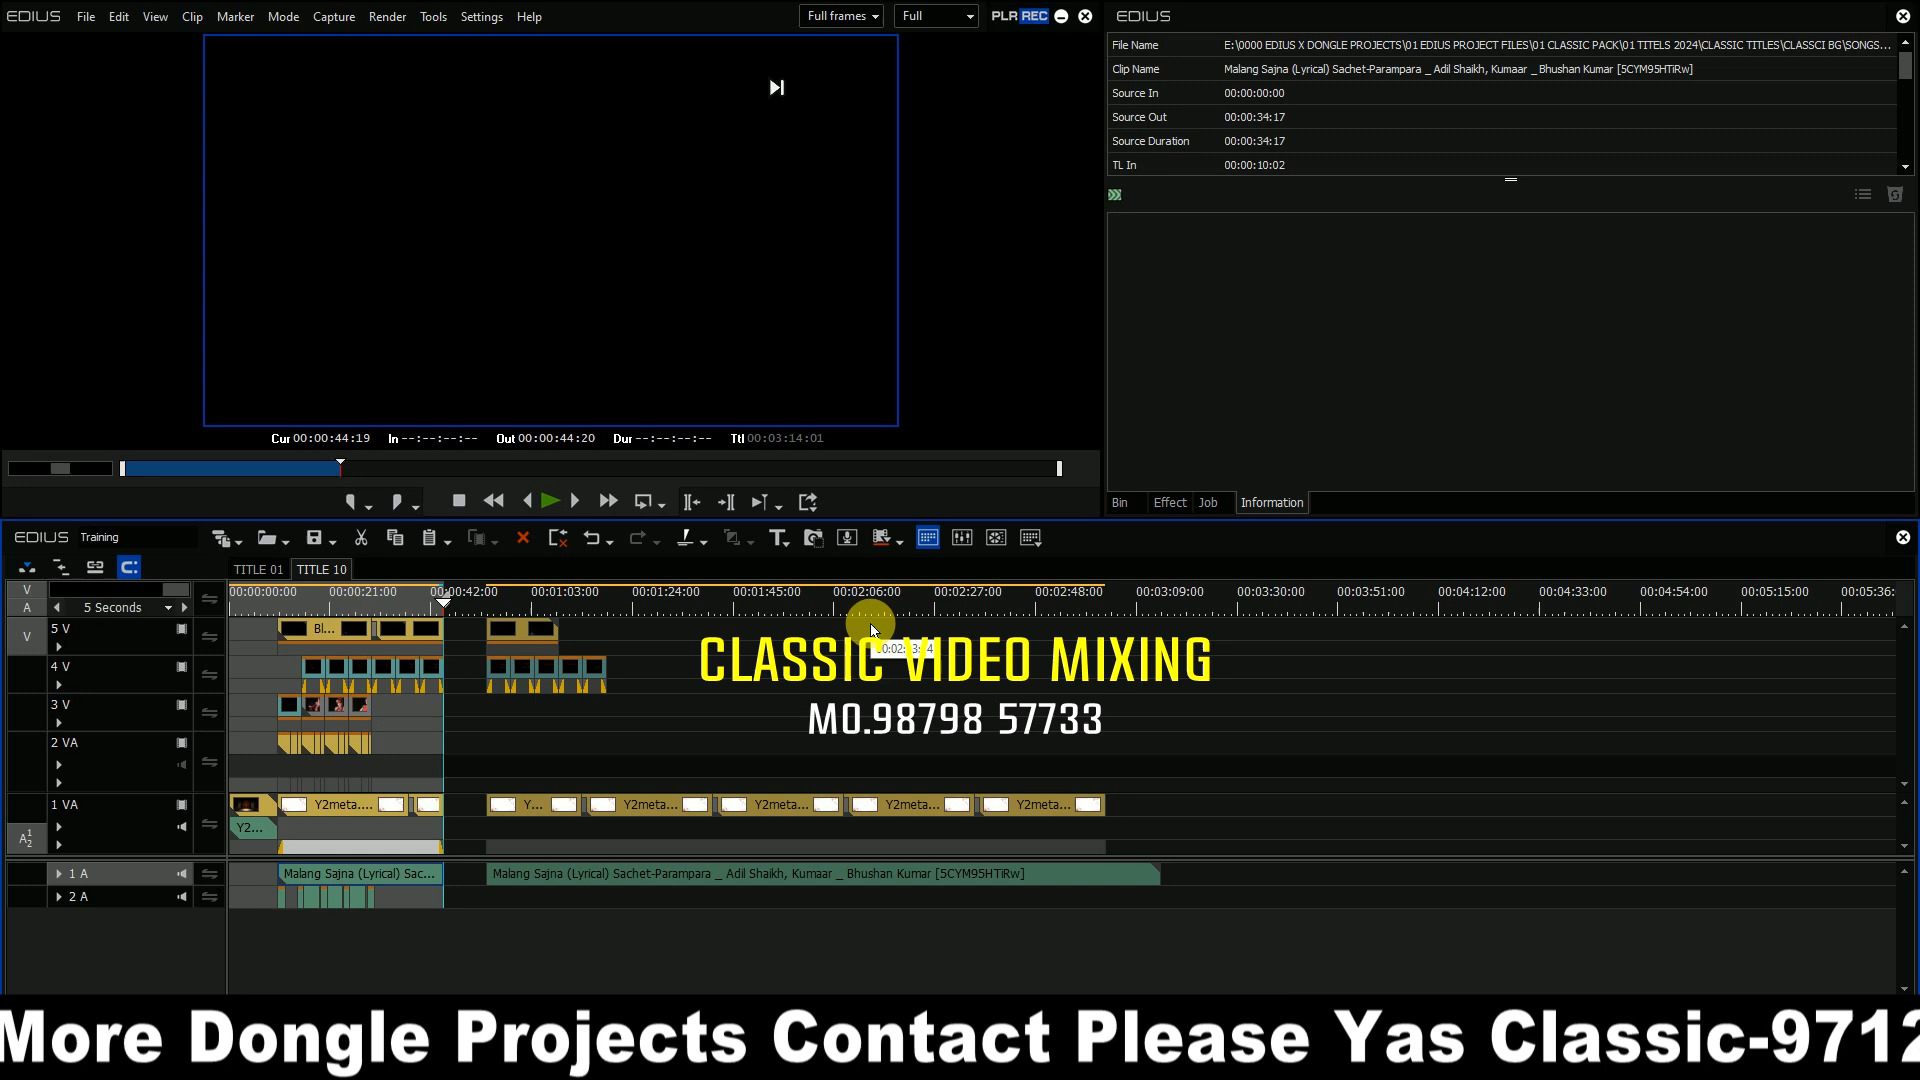 EDIUS File Edit View Clip Marker Mode Capture Render Tools Settings Help Full frames Full PLR REC
EDIUS
File Name E:\0000 EDIUS X DONGLE PROJECTS\01 EDIUS PROJECT FILES\01 CLASSIC PACK\01 TITELS 2024\CLASSIC TITLES\CLASSCI BG\SONGS...
Clip Name Malang Sajna (Lyrical) Sachet-Parampara _ Adil Shaikh, Kumaar _ Bhushan Kumar [5CYM95HTiRw]
Source In 00:00:00:00
Source Out 00:00:34:17
Source Duration 00:00:34:17
TL In 00:00:10:02
Cur 00:00:44:19 In --:--:--:-- Out 00:00:44:20 Dur --:--:--:-- Ttl 00:03:14:01
Bin Effect Job Information
EDIUS Training
TITLE 01 TITLE 10
V 00:00:00:00 00:00:21:00 00:00:42:00 00:01:03:00 00:01:24:00 00:01:45:00 00:02:06:00 00:02:27:00 00:02:48:00 00:03:09:00 00:03:30:00 00:03:51:00 00:04:12:00 00:04:33:00 00:04:54:00 00:05:15:00 00:05:36:
A 5 Seconds
V 5 V Bl...
4 V
3 V
2 VA
1 VA Y2meta.... Y... Y2meta... Y2meta... Y2meta... Y2meta...
A 1 2 Y2...
1 A Malang Sajna (Lyrical) Sac... Malang Sajna (Lyrical) Sachet-Parampara _ Adil Shaikh, Kumaar _ Bhushan Kumar [5CYM95HTiRw]
2 A
CLASSIC VIDEO MIXING
MO.98798 57733
More Dongle Projects Contact Please Yas Classic-9712